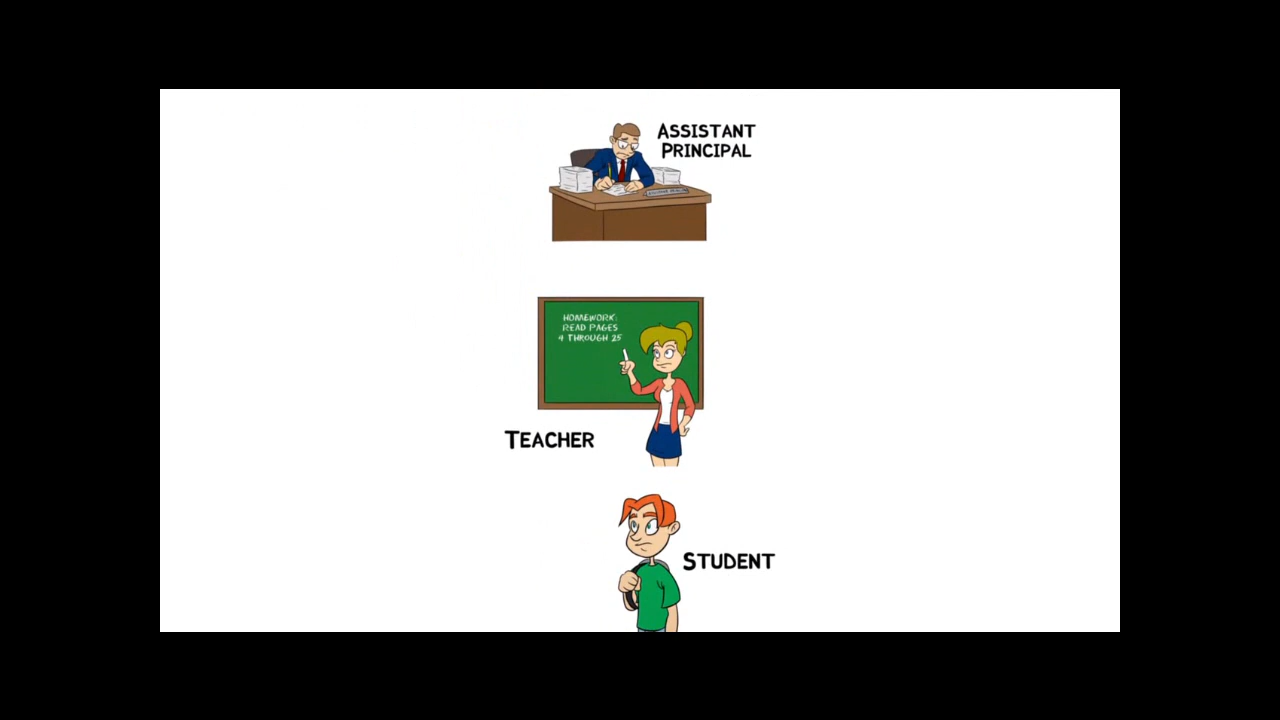 ASSISTANT
PRINCIPAL
HOMEWORK:
READ PAGES
4 THROUGH 25
TEACHER
STUDENT